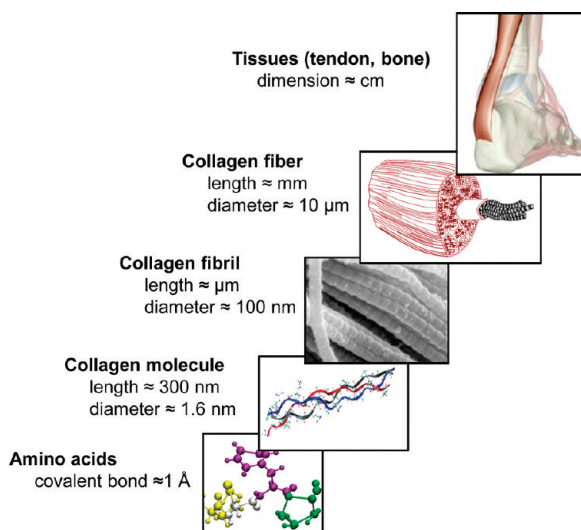 Tissues (tendon, bone)
dimension ≈ cm
Collagen fiber
length ≈ mm
diameter ≈ 10 µm
Collagen fibril
length ≈ µm
diameter ≈ 100 nm
Collagen molecule
length ≈ 300 nm
diameter ≈ 1.6 nm
Amino acids
covalent bond ≈1 Å